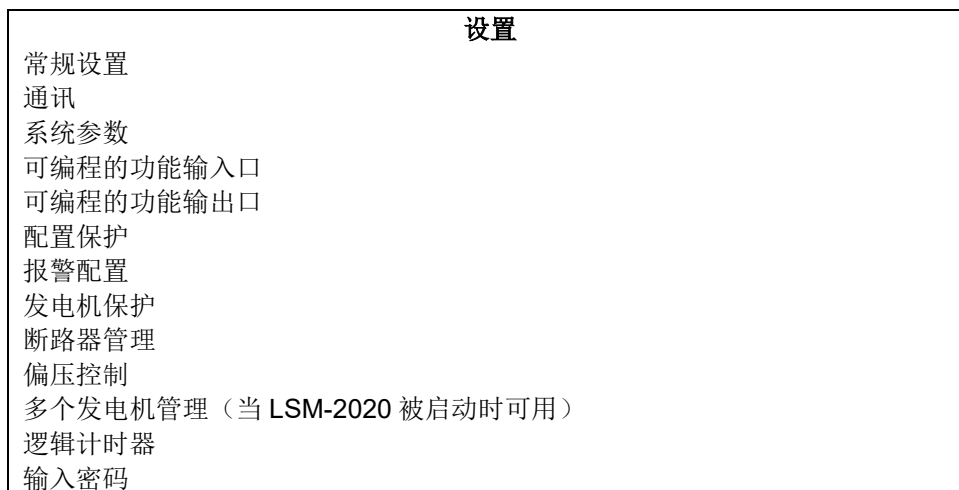 设置
常规设置
通讯
系统参数
可编程的功能输入口
可编程的功能输出口
配置保护
报警配置
发电机保护
断路器管理
偏压控制
多个发电机管理（当 LSM-2020 被启动时可用）
逻辑计时器
输入密码